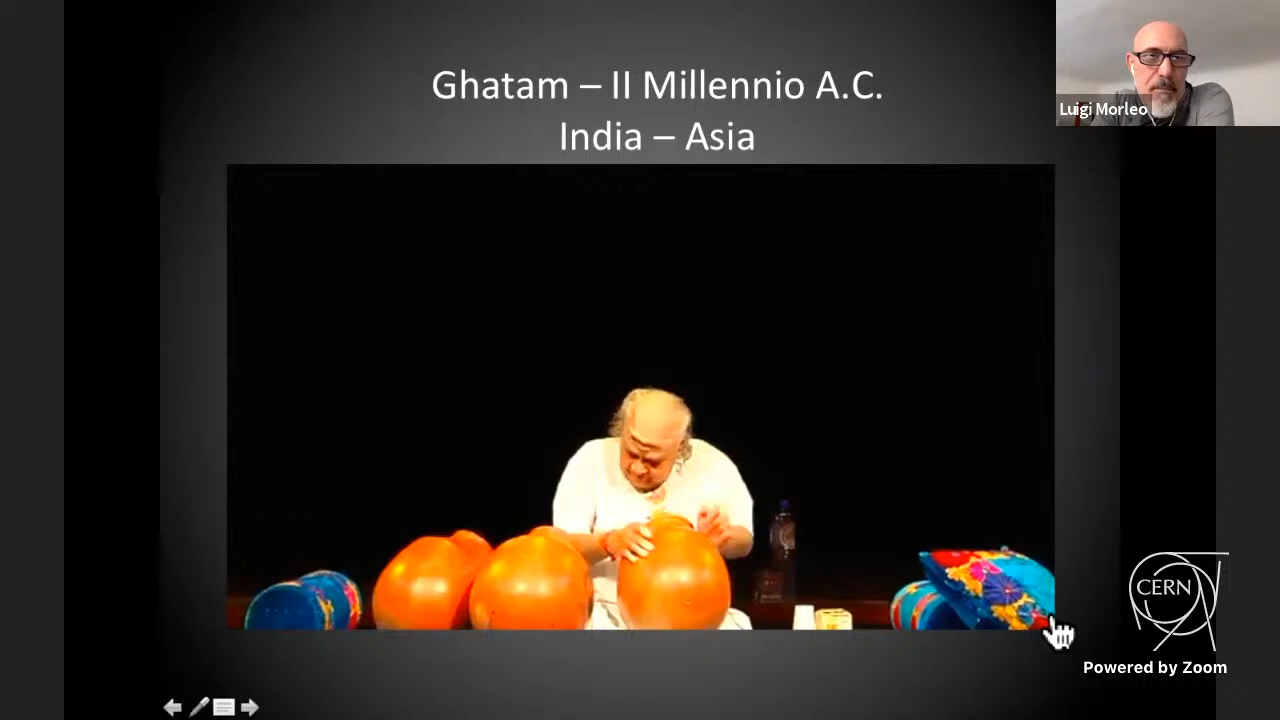 Ghatam – II Millennio A.C.
India – Asia
Luigi Morleo
CERN
Powered by Zoom